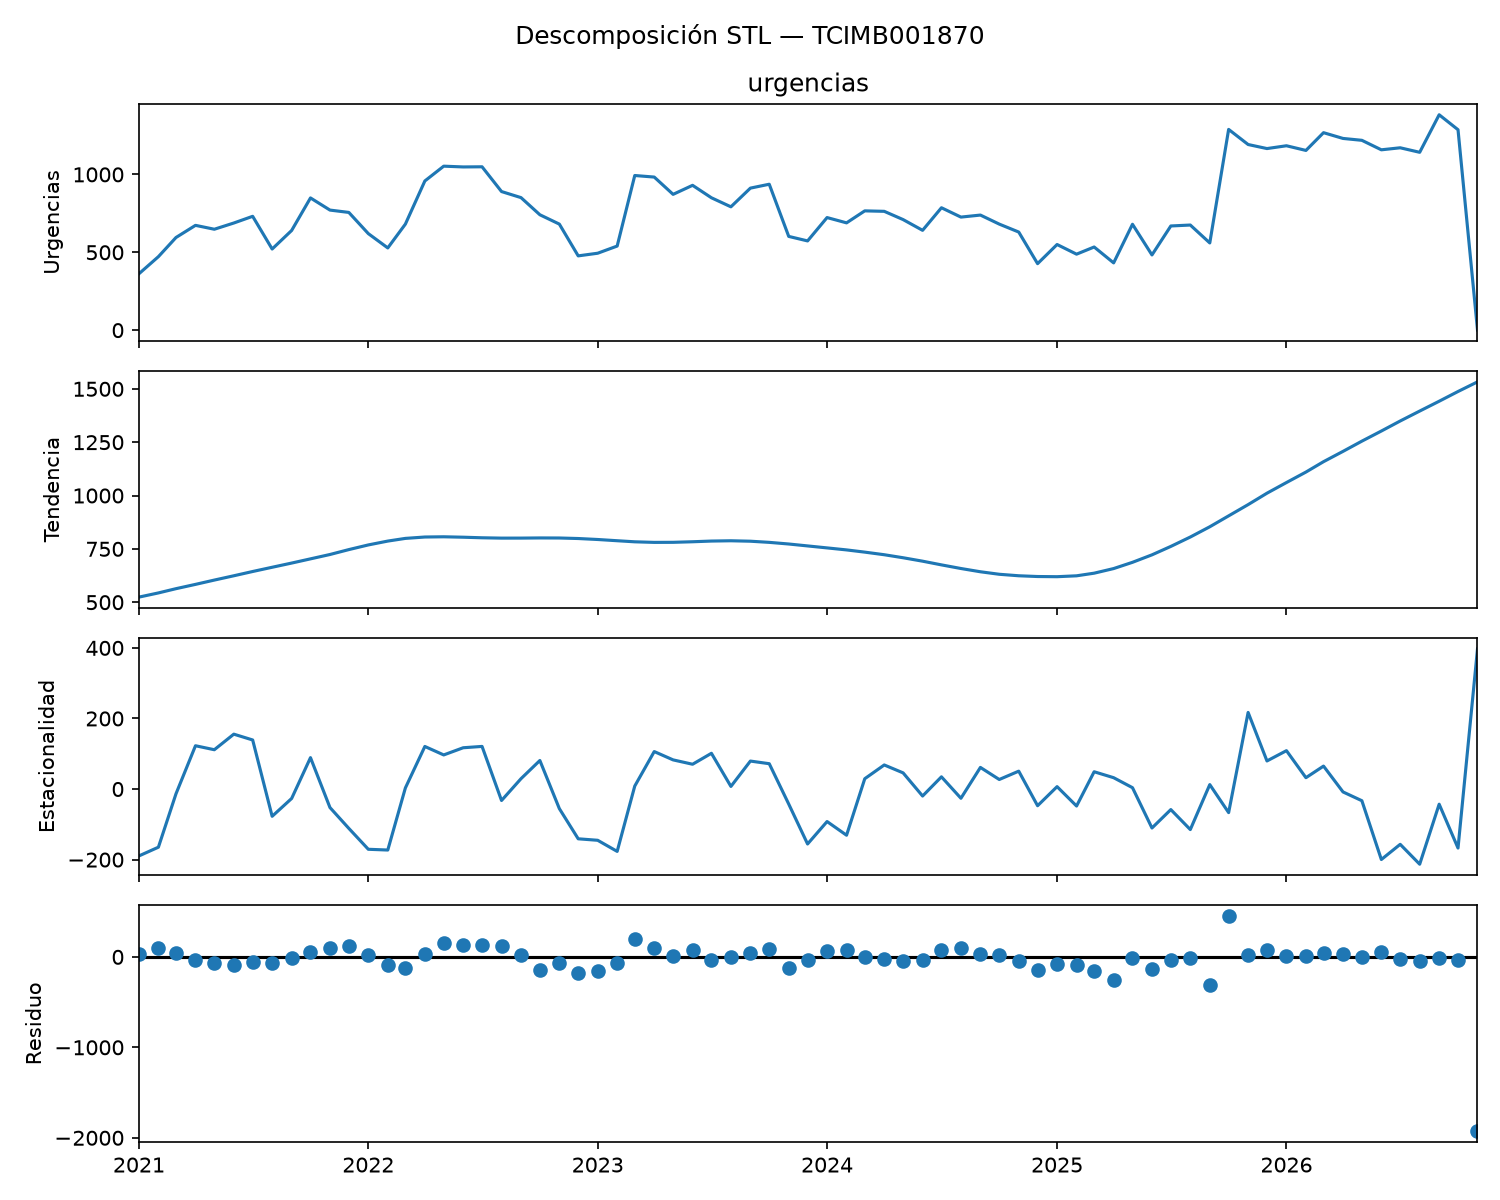 Descomposición STL — TCIMB001870
urgencias
Urgencias
1000
500
0
Tendencia
1500
1250
1000
750
500
Estacionalidad
400
200
0
−200
Residuo
0
−1000
−2000
2021 2022 2023 2024 2025 2026